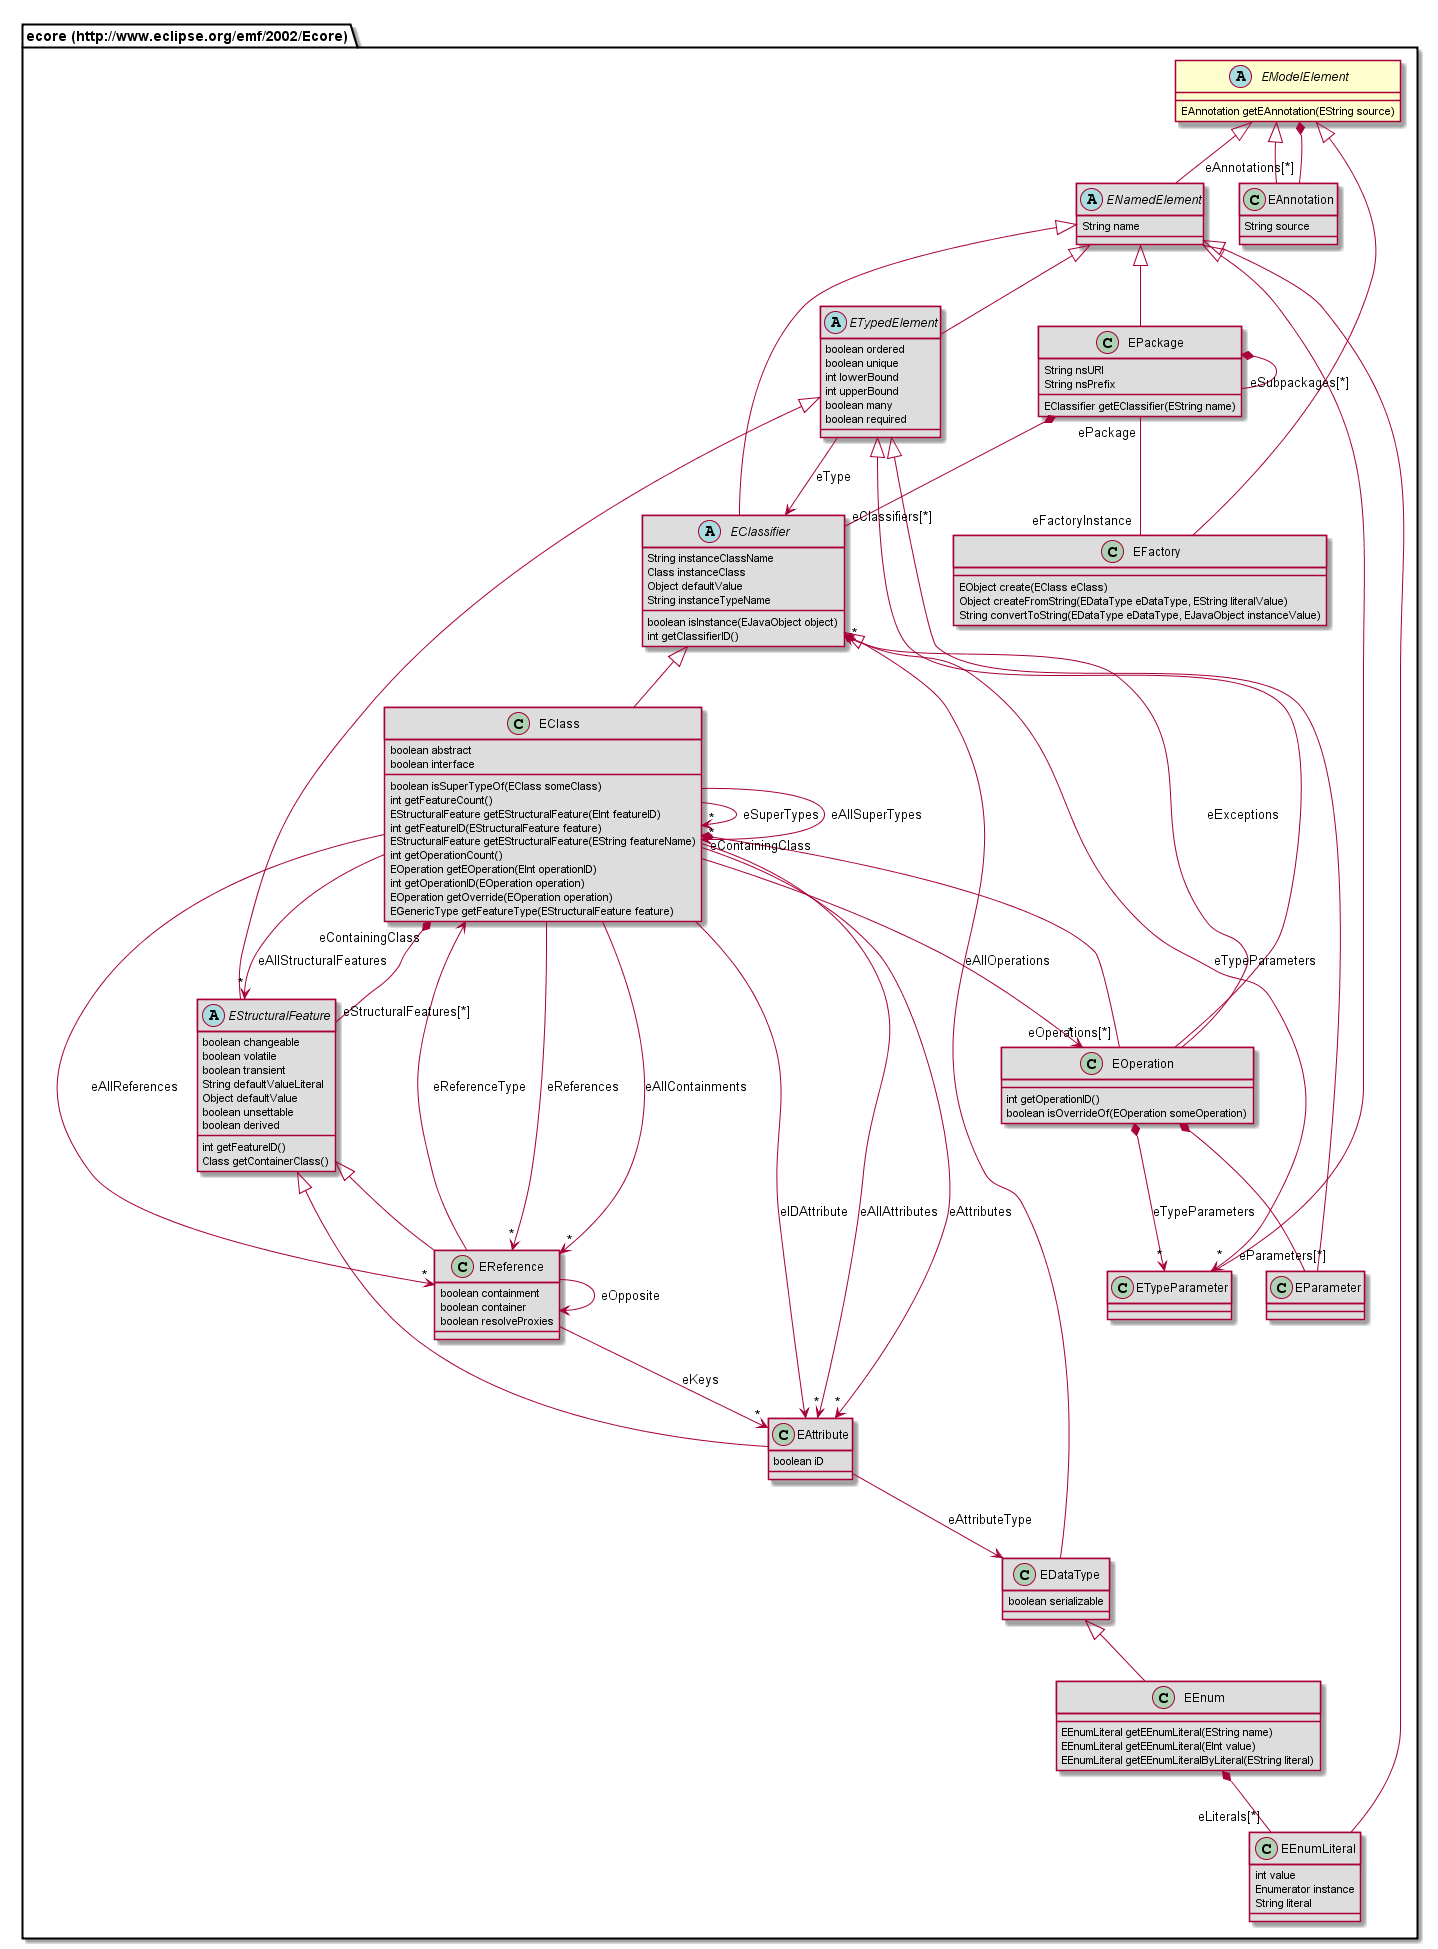 ecore (http://www.eclipse.org/emf/2002/Ecore)
A EModelElement
EAnnotation getEAnnotation(EString source)
eAnnotations[*]
A ENamedElement
String name
C EAnnotation
String source
A ETypedElement
boolean ordered
boolean unique
int lowerBound
int upperBound
boolean many
boolean required
C EPackage
String nsURI
String nsPrefix
EClassifier getEClassifier(EString name)
eSubpackages[*]
ePackage
eType
eClassifiers[*]
eFactoryInstance
A EClassifier
String instanceClassName
Class instanceClass
Object defaultValue
String instanceTypeName
boolean isInstance(EJavaObject object)
int getClassifierID()
*
C EFactory
EObject create(EClass eClass)
Object createFromString(EDataType eDataType, EString literalValue)
String convertToString(EDataType eDataType, EJavaObject instanceValue)
C EClass
boolean abstract
boolean interface
boolean isSuperTypeOf(EClass someClass)
int getFeatureCount()
EStructuralFeature getEStructuralFeature(EInt featureID)
int getFeatureID(EStructuralFeature feature)
EStructuralFeature getEStructuralFeature(EString featureName)
int getOperationCount()
EOperation getEOperation(EInt operationID)
int getOperationID(EOperation operation)
EOperation getOverride(EOperation operation)
EGenericType getFeatureType(EStructuralFeature feature)
*
eSuperTypes
eAllSuperTypes
*
eContainingClass
eExceptions
eContainingClass
eAllStructuralFeatures
*
eStructuralFeatures[*]
eAllOperations
eTypeParameters
A EStructuralFeature
boolean changeable
boolean volatile
boolean transient
String defaultValueLiteral
Object defaultValue
boolean unsettable
boolean derived
int getFeatureID()
Class getContainerClass()
eOperations[*]
*
C EOperation
int getOperationID()
boolean isOverrideOf(EOperation someOperation)
eAllReferences
eReferenceType
eReferences
eAllContainments
eIDAttribute
eAllAttributes
eAttributes
eTypeParameters
*
*
*
*
*
eParameters[*]
C EReference
boolean containment
boolean container
boolean resolveProxies
eOpposite
C ETypeParameter
C EParameter
eKeys
*
*
*
C EAttribute
boolean iD
eAttributeType
C EDataType
boolean serializable
C EEnum
EEnumLiteral getEEnumLiteral(EString name)
EEnumLiteral getEEnumLiteral(EInt value)
EEnumLiteral getEEnumLiteralByLiteral(EString literal)
eLiterals[*]
C EEnumLiteral
int value
Enumerator instance
String literal